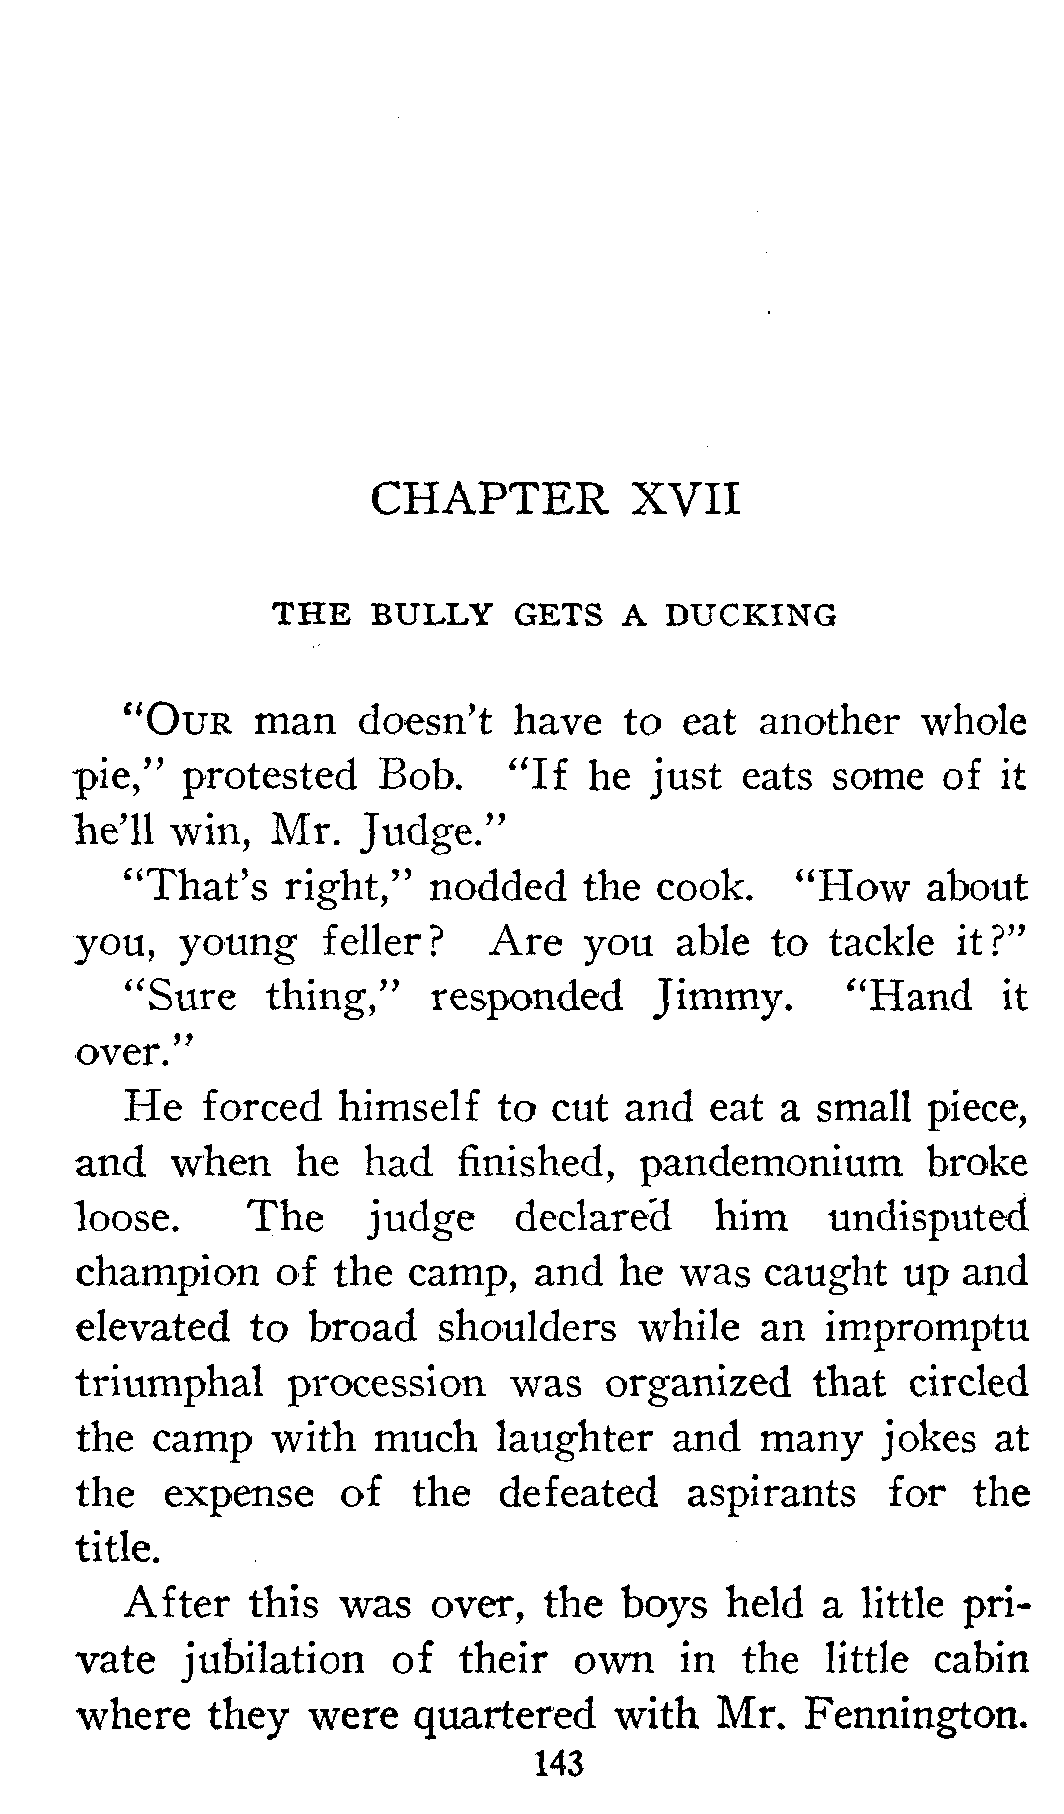 CHAPTER XVII
THE BULLY GETS A DUCKING
"OUR man doesn't have to eat another whole
pie," protested Bob. "If he just eats some of it
he'll win, Mr. Judge."
"That's right," nodded the cook. "How about
you, young feller? Are you able to tackle it?"
"Sure thing," responded Jimmy. "Hand it
over."
He forced himself to cut and eat a small piece,
and when he had finished, pandemonium broke
loose. The judge declared him undisputed
champion of the camp, and he was caught up and
elevated to broad shoulders while an impromptu
triumphal procession was organized that circled
the camp with much laughter and many jokes at
the expense of the defeated aspirants for the
title.
After this was over, the boys held a little pri-
vate jubilation of their own in the little cabin
where they were quartered with Mr. Fennington.
143